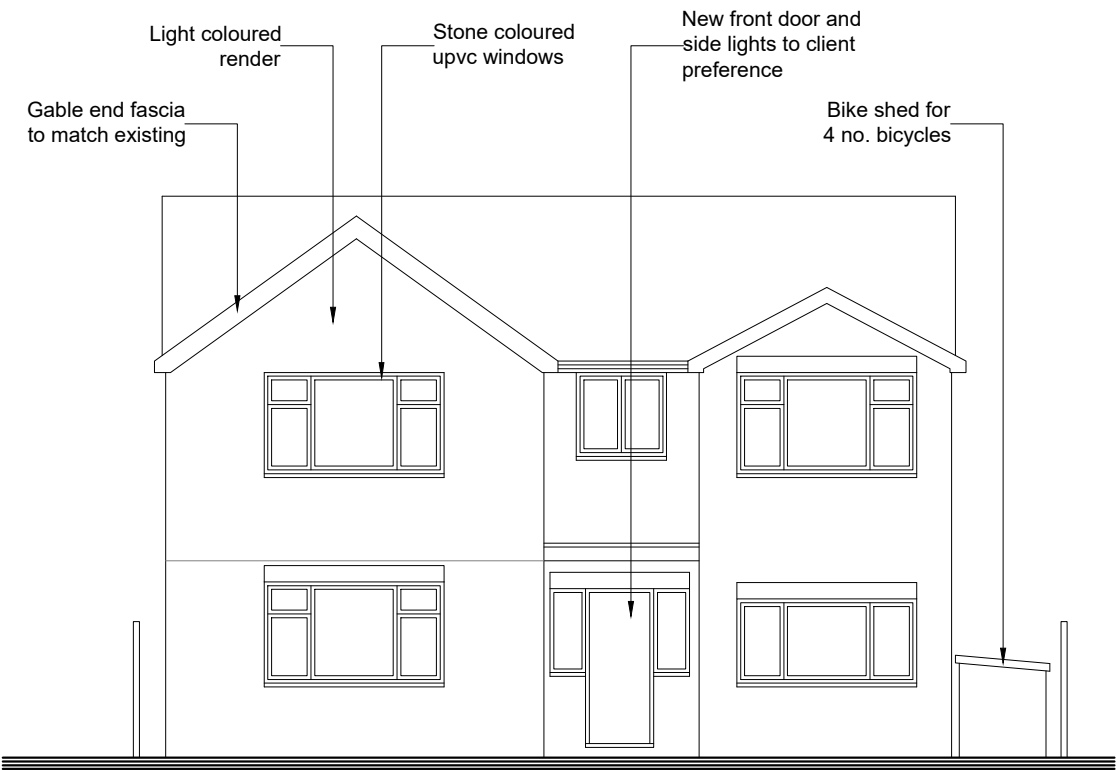 Light coloured
render
Stone coloured
upvc windows
New front door and
side lights to client
preference
Gable end fascia
to match existing
Bike shed for
4 no. bicycles